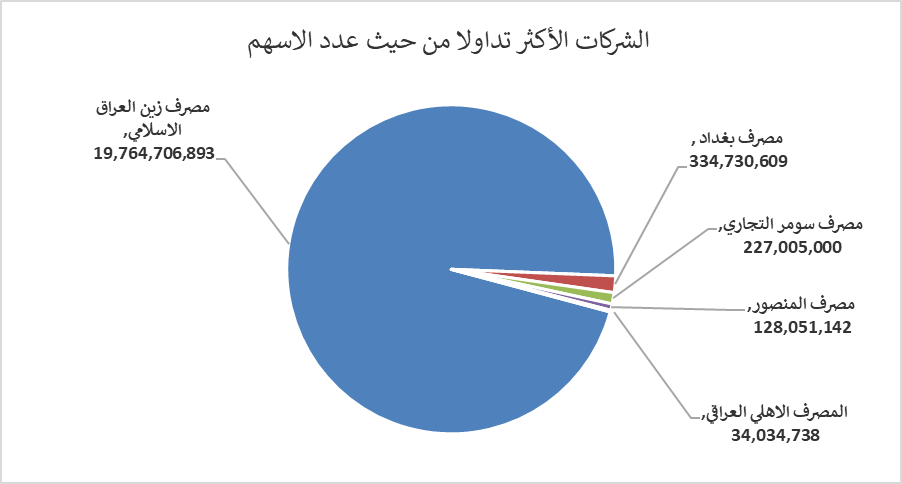 الشركات الأكثر تداولا من حيث عدد الاسهم
مصرف زين العراق
الاسلامي,
19,764,706,893
مصرف بغداد ,
334,730,609
مصرف سومر التجاري,
227,005,000
مصرف المنصور,
128,051,142
المصرف الاهلي العراقي,
34,034,738